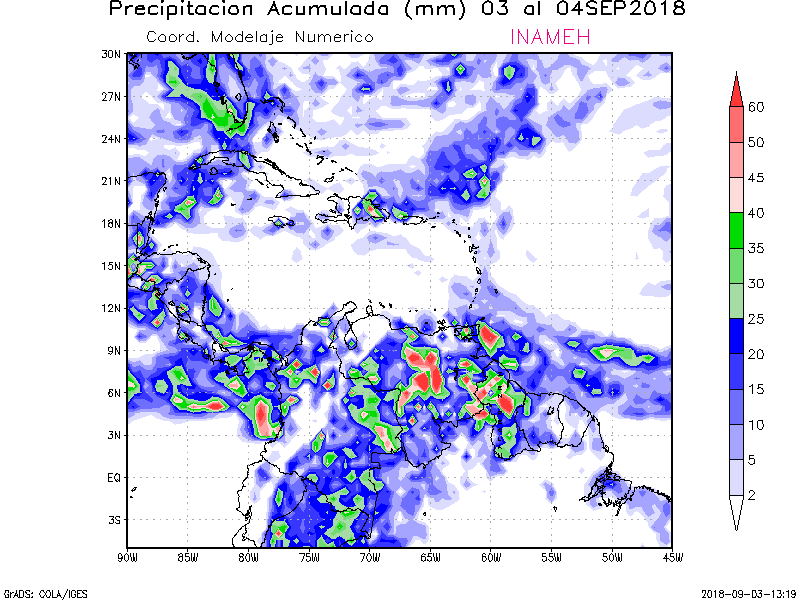 Precipitacion Acumulada (mm) 03 al 04SEP2018
Coord. Modelaje Numerico INAMEH
30N
27N
24N
21N
18N
15N
12N
9N
6N
3N
EQ
3S
90W 85W 80W 75W 70W 65W 60W 55W 50W 45W
60
50
45
40
35
30
25
20
15
10
5
2
GrADS: COLA/IGES 2018-09-03-13:19